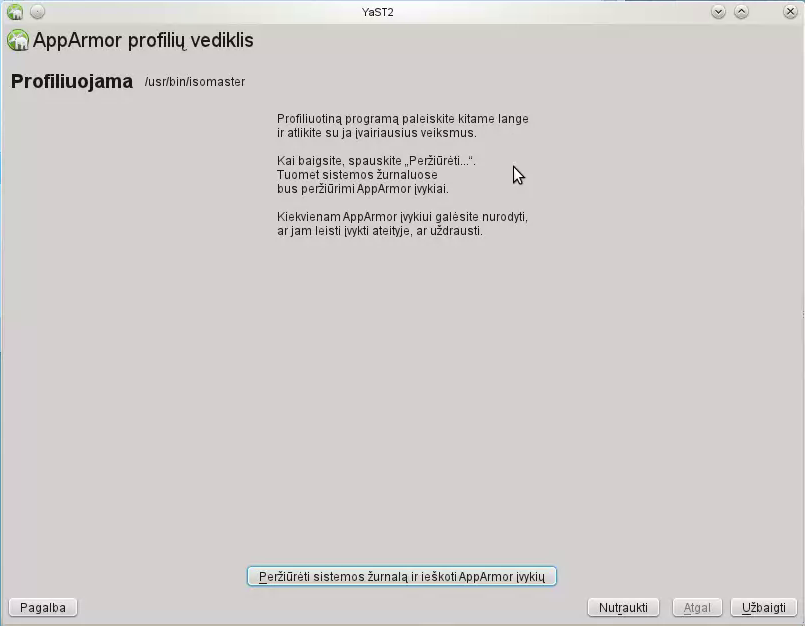 YaST2
AppArmor profilių vediklis
Profiliuojama /usr/bin/isomaster
Profiliuotiną programą paleiskite kitame lange
ir atlikite su ja įvairiausius veiksmus.
Kai baigsite, spauskite „Peržiūrėti...“.
Tuomet sistemos žurnaluose
bus peržiūrimi AppArmor įvykiai.
Kiekvienam AppArmor įvykiui galėsite nurodyti,
ar jam leisti įvykti ateityje, ar uždrausti.
Peržiūrėti sistemos žurnalą ir ieškoti AppArmor įvykių
Pagalba Nutraukti Atgal Užbaigti